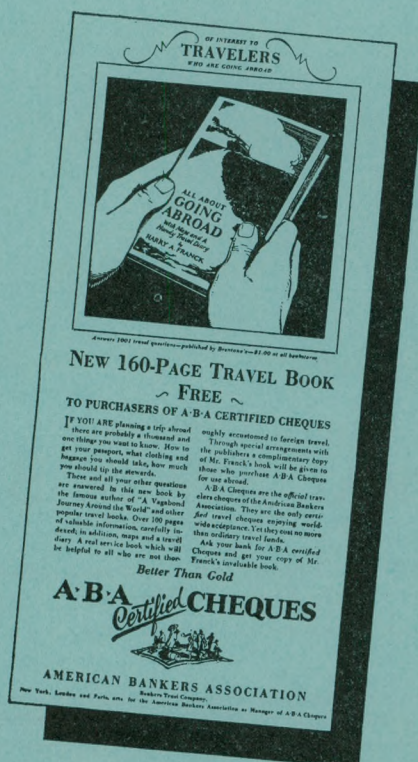 OF INTEREST TO
TRAVELERS
WHO ARE GOING ABROAD
ALL ABOUT
GOING
ABROAD
With Maps and A
Handy Travel Diary
by
HARRY A. FRANCK
Answers 1001 travel questions—published by Brentano's—$1.00 at all bookstores
NEW 160-PAGE TRAVEL BOOK
FREE
TO PURCHASERS OF A·B·A CERTIFIED CHEQUES
IF YOU ARE planning a trip abroad
there are probably a thousand and
one things you want to know. How to
get your passport, what clothing and
baggage you should take, how much
you should tip the stewards.
These and all your other questions
are answered in this new book by
the famous author of "A Vagabond
Journey Around the World" and other
popular travel books. Over 100 pages
of valuable information, carefully in-
dexed; in addition, maps and a travel
diary. A real service book which will
be helpful to all who are not thor-
oughly accustomed to foreign travel.
Through special arrangements with
the publishers a complimentary copy
of Mr. Franck's book will be given to
those who purchase A·B·A Cheques
for use abroad.
A·B·A Cheques are the official trav-
elers cheques of the American Bankers
Association. They are the only certi-
fied travel cheques enjoying world-
wide acceptance. Yet they cost no more
than ordinary travel funds.
Ask your bank for A·B·A certified
Cheques and get your copy of Mr.
Franck's invaluable book.
Better Than Gold
A·B·A Certified CHEQUES
AMERICAN BANKERS ASSOCIATION
Bankers Trust Company,
New York, London and Paris, acts for the American Bankers Association as Manager of A·B·A Cheques